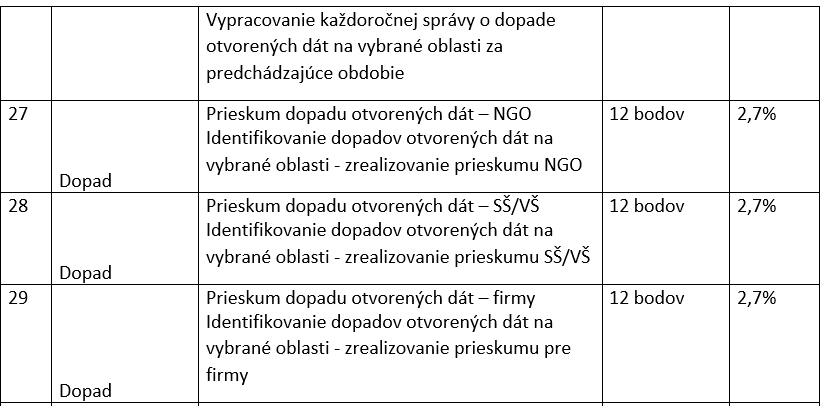 Vypracovanie každoročnej správy o dopade
otvorených dát na vybrané oblasti za
predchádzajúce obdobie
27
Dopad
Prieskum dopadu otvorených dát – NGO
Identifikovanie dopadov otvorených dát na
vybrané oblasti - zrealizovanie prieskumu NGO
12 bodov
2,7%
28
Dopad
Prieskum dopadu otvorených dát – SŠ/VŠ
Identifikovanie dopadov otvorených dát na
vybrané oblasti - zrealizovanie prieskumu SŠ/VŠ
12 bodov
2,7%
29
Dopad
Prieskum dopadu otvorených dát – firmy
Identifikovanie dopadov otvorených dát na
vybrané oblasti - zrealizovanie prieskumu pre
firmy
12 bodov
2,7%